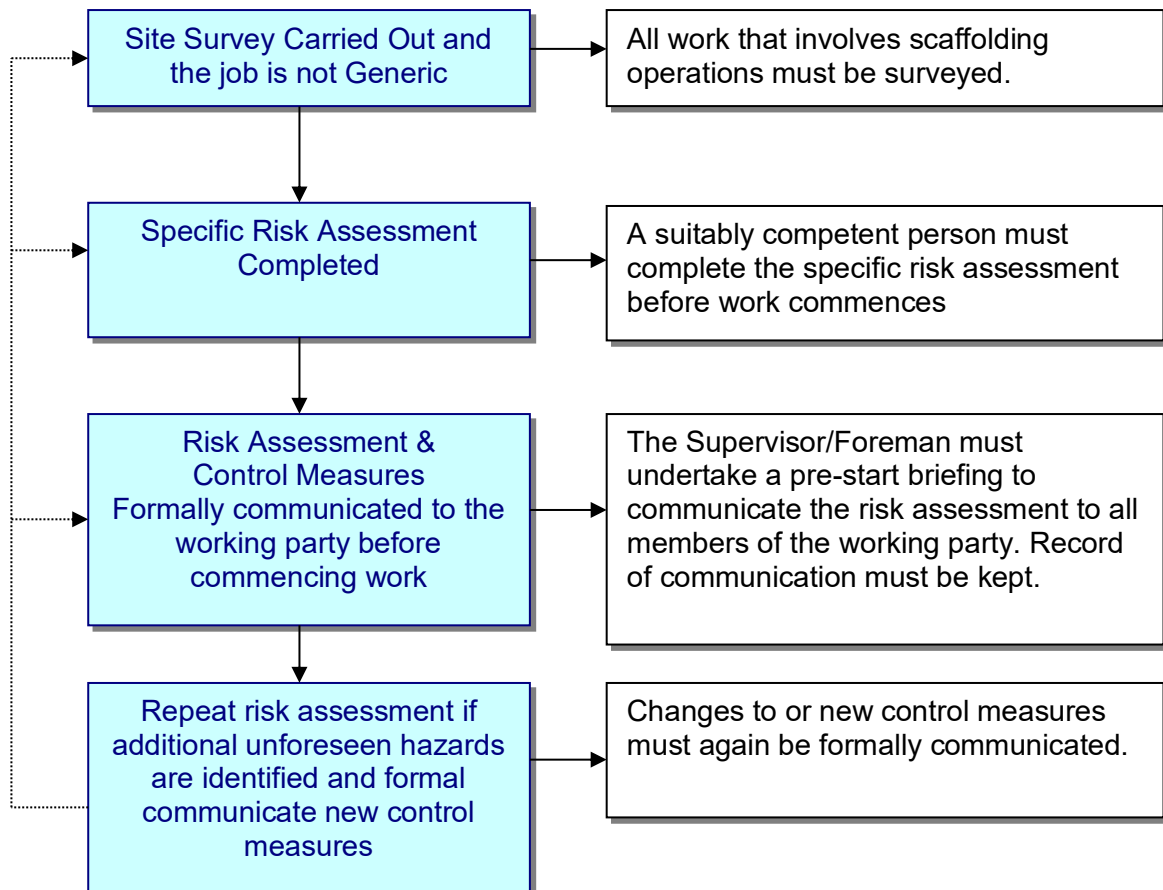 Site Survey Carried Out and
the job is not Generic
All work that involves scaffolding
operations must be surveyed.
Specific Risk Assessment
Completed
A suitably competent person must
complete the specific risk assessment
before work commences
Risk Assessment &
Control Measures
Formally communicated to the
working party before
commencing work
The Supervisor/Foreman must
undertake a pre-start briefing to
communicate the risk assessment to all
members of the working party. Record
of communication must be kept.
Repeat risk assessment if
additional unforeseen hazards
are identified and formal
communicate new control
measures
Changes to or new control measures
must again be formally communicated.